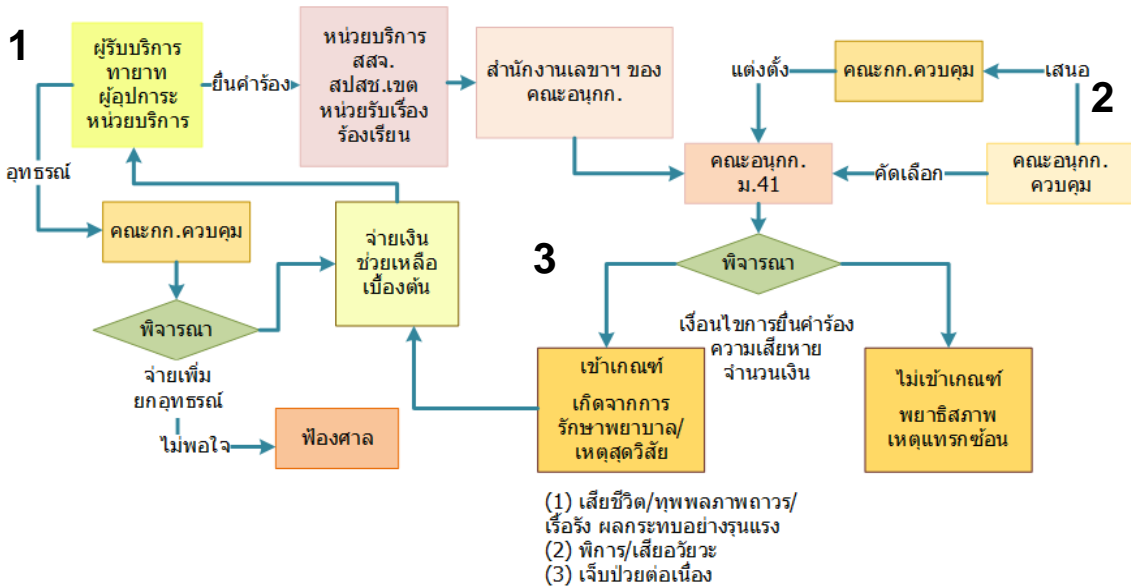 1
ผู้รับบริการ
ทายาท
ผู้อุปการะ
หน่วยบริการ
ยื่นคำร้อง
หน่วยบริการ
สสจ.
สปสช.เขต
หน่วยรับเรื่อง
ร้องเรียน
สำนักงานเลขาฯ ของ
คณะอนุกก.
แต่งตั้ง
คณะกก.ควบคุม
เสนอ
2
คณะอนุกก.
ม.41
คัดเลือก
คณะอนุกก.
ควบคุม
อุทธรณ์
คณะกก.ควบคุม
จ่ายเงิน
ช่วยเหลือ
เบื้องต้น
3
พิจารณา
พิจารณา
เงื่อนไขการยื่นคำร้อง
ความเสียหาย
จำนวนเงิน
จ่ายเพิ่ม
ยกอุทธรณ์
ไม่พอใจ
ฟ้องศาล
เข้าเกณฑ์
เกิดจากการ
รักษาพยาบาล/
เหตุสุดวิสัย
ไม่เข้าเกณฑ์
พยาธิสภาพ
เหตุแทรกซ้อน
(1) เสียชีวิต/ทุพพลภาพถาวร/
เรื้อรัง ผลกระทบอย่างรุนแรง
(2) พิการ/เสียอวัยวะ
(3) เจ็บป่วยต่อเนื่อง